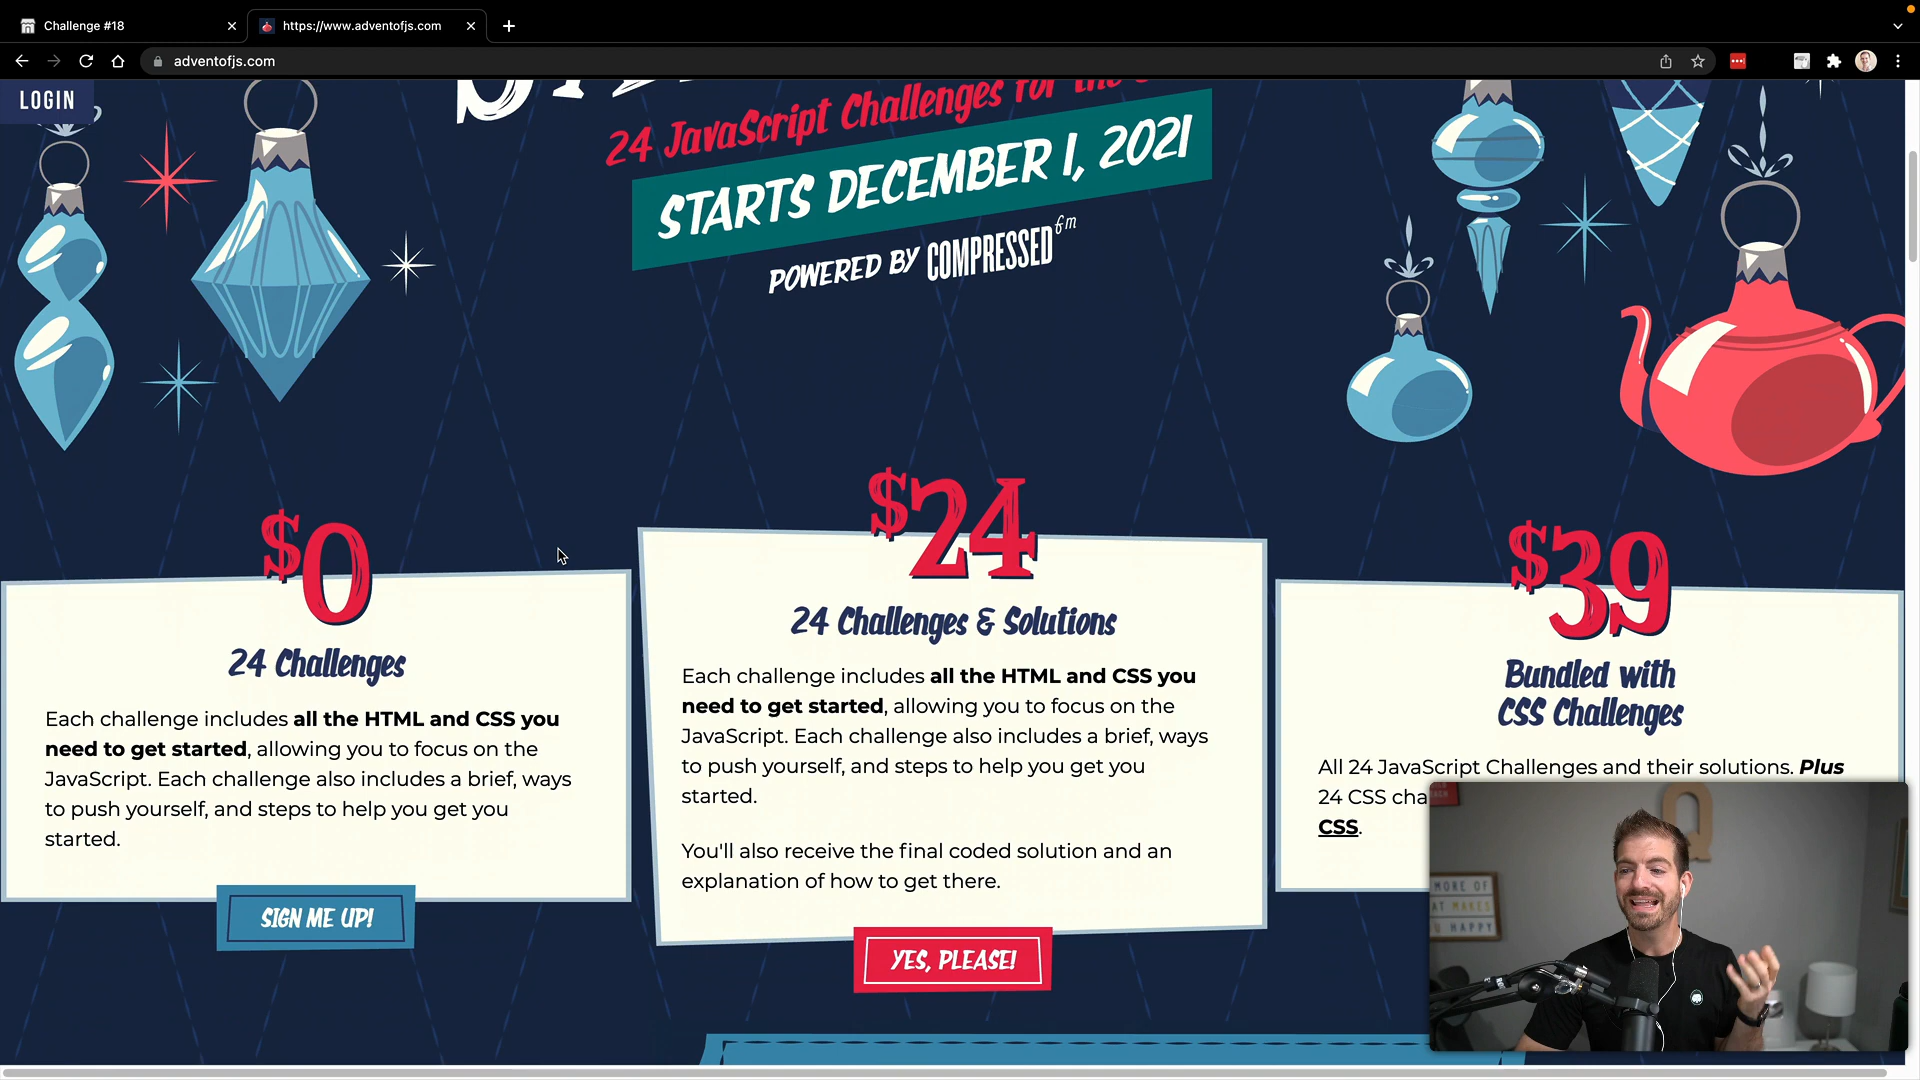 Challenge #18
https://www.adventofjs.com
adventofjs.com
LOGIN
24 JavaScript Challenges for the
STARTS DECEMBER 1, 2021
POWERED BY COMPRESSED fm
$0
24 Challenges
Each challenge includes all the HTML and CSS you
need to get started, allowing you to focus on the
JavaScript. Each challenge also includes a brief, ways
to push yourself, and steps to help you get you
started.
SIGN ME UP!
$24
24 Challenges & Solutions
Each challenge includes all the HTML and CSS you
need to get started, allowing you to focus on the
JavaScript. Each challenge also includes a brief, ways
to push yourself, and steps to help you get you
started.
You'll also receive the final coded solution and an
explanation of how to get there.
YES, PLEASE!
$39
Bundled with
CSS Challenges
All 24 JavaScript Challenges and their solutions. Plus
24 CSS cha
CSS.
MORE OF
AT MAKES
U HAPPY